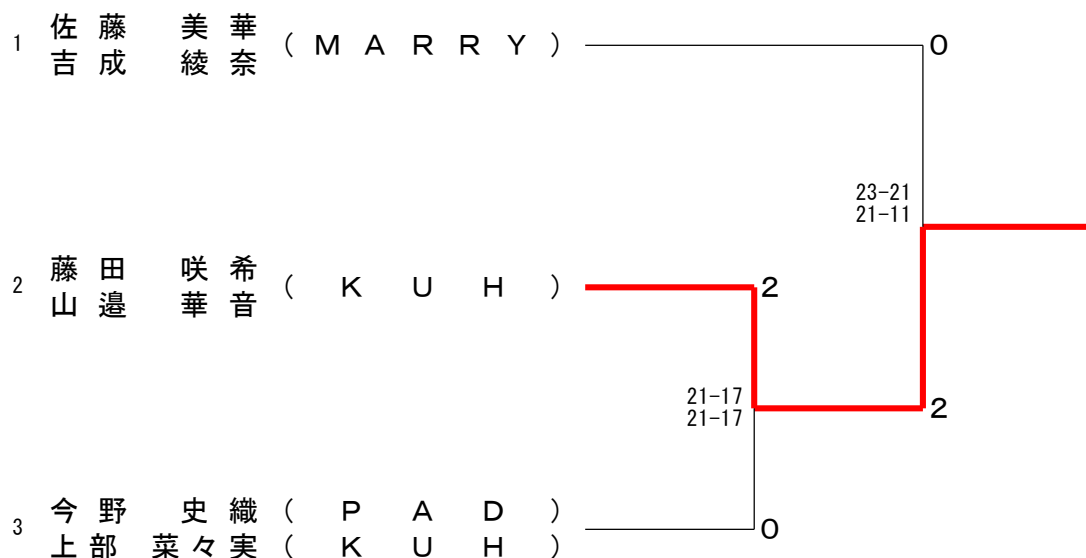 1 佐藤 美華 (MARRY) 0
吉成 綾奈
23-21
21-11
2 藤田 咲希 (KUH) 2
山邉 華音
21-17
21-17
2
3 今野 史織 (PAD) 0
上部 菜々実 (KUH)